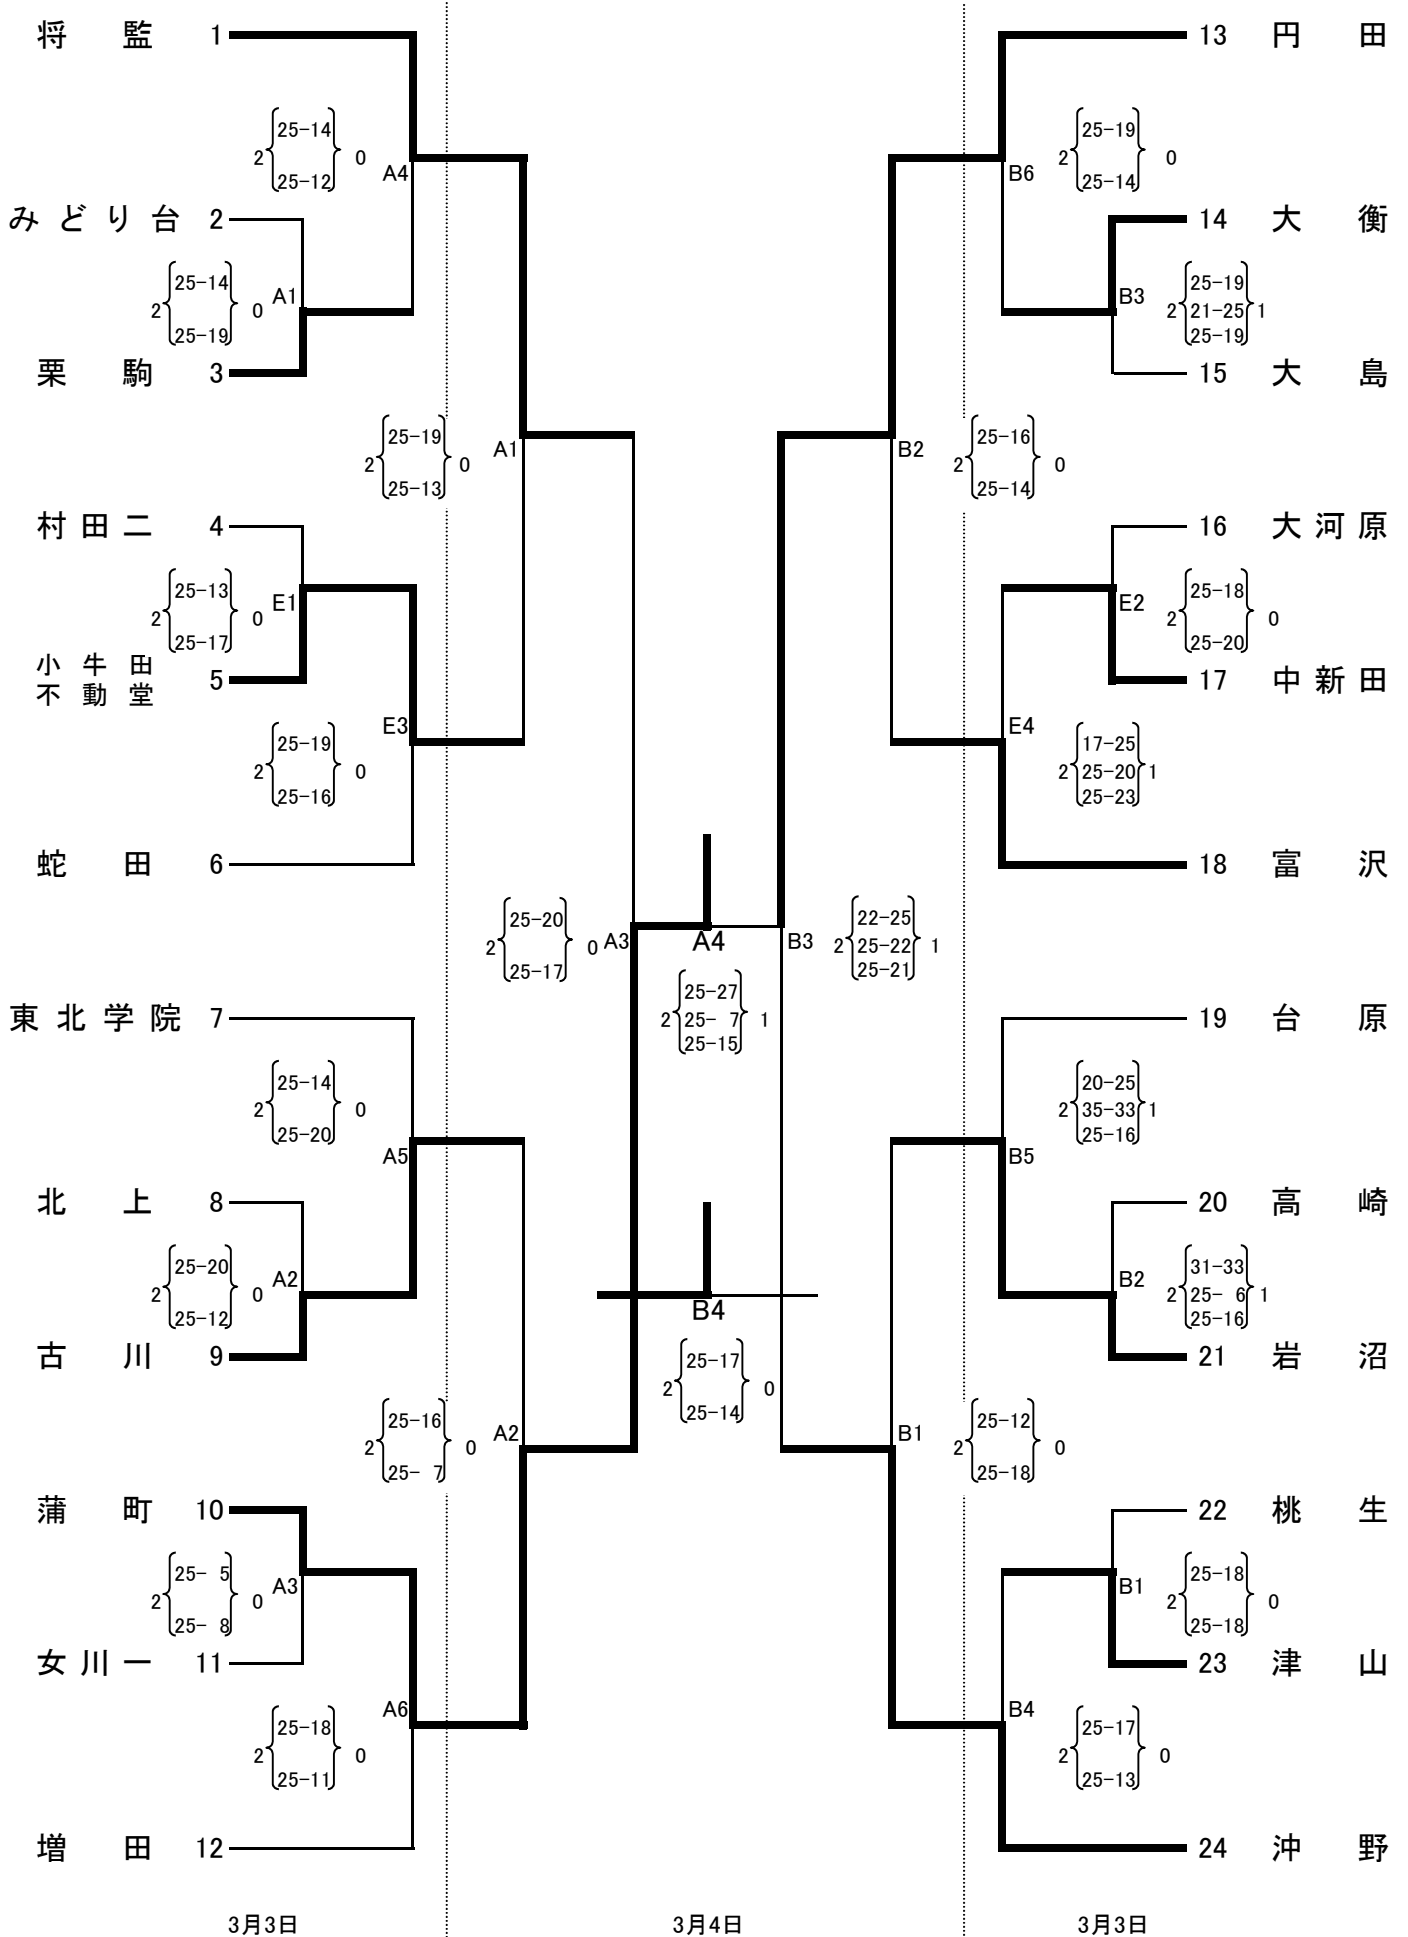 将監 1
25-14
2 0
25-12
A4
みどり台 2
25-14
2 0
25-19
A1
栗駒 3
25-19
2 0
25-13
A1
村田二 4
25-13
2 0
25-17
E1
小牛田
不動堂 5
E3
25-19
2 0
25-16
蛇田 6
25-20
2 0
25-17
A3
東北学院 7
25-14
2 0
25-20
A5
北上 8
25-20
2 0
25-12
A2
古川 9
25-16
2 0
25- 7
A2
蒲町 10
25- 5
2 0
25- 8
A3
女川一 11
A6
25-18
2 0
25-11
増田 12
A4
25-27
2 25- 7 1
25-15
B4
25-17
2 0
25-14
13 円田
25-19
2 0
25-14
B6
14 大衡
B3
25-19
2 21-25 1
25-19
15 大島
B2
25-16
2 0
25-14
16 大河原
E2
25-18
2 0
25-20
17 中新田
E4
17-25
2 25-20 1
25-23
18 富沢
B3
22-25
2 25-22 1
25-21
19 台原
20-25
2 35-33 1
25-16
B5
20 高崎
B2
31-33
2 25- 6 1
25-16
21 岩沼
B1
25-12
2 0
25-18
22 桃生
B1
25-18
2 0
25-18
23 津山
B4
25-17
2 0
25-13
24 沖野
3月3日
3月4日
3月3日